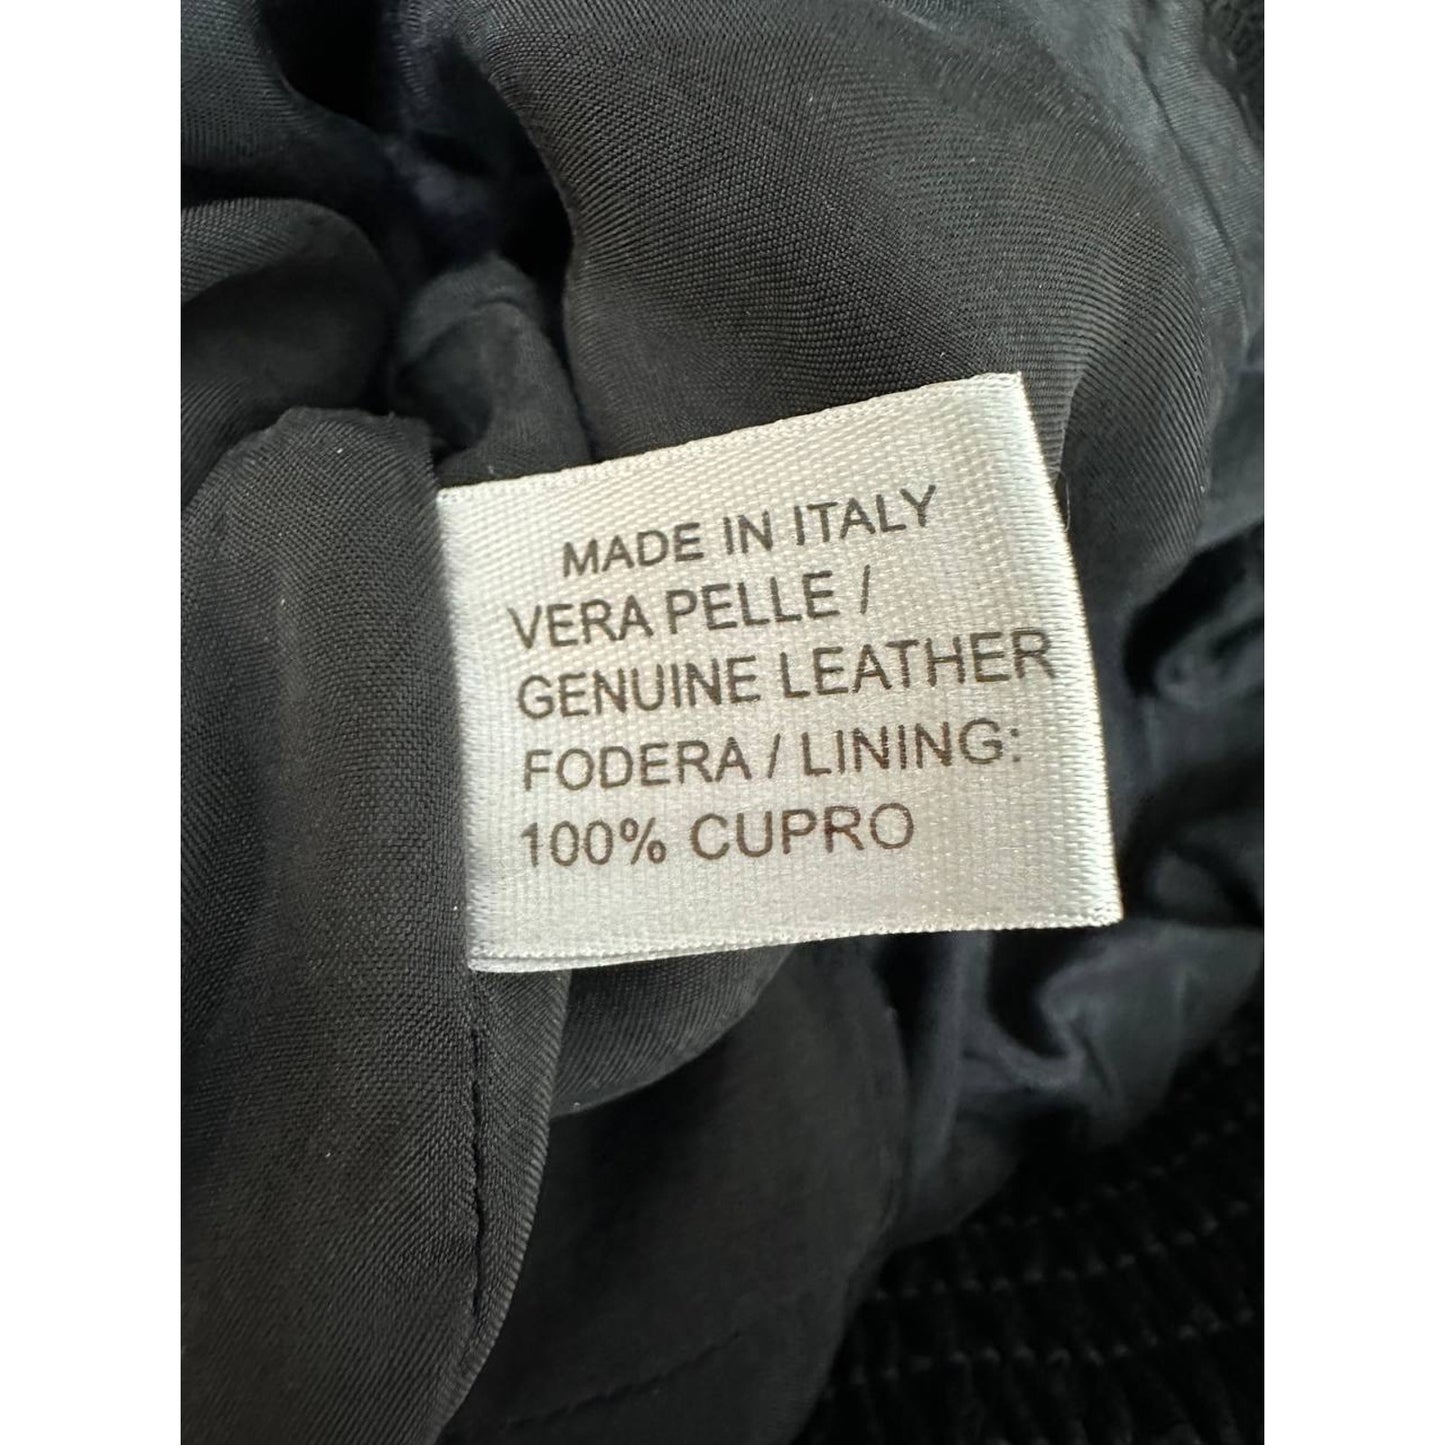 MADE IN ITALY
VERA PELLE /
GENUINE LEATHER
FODERA / LINING:
100% CUPRO